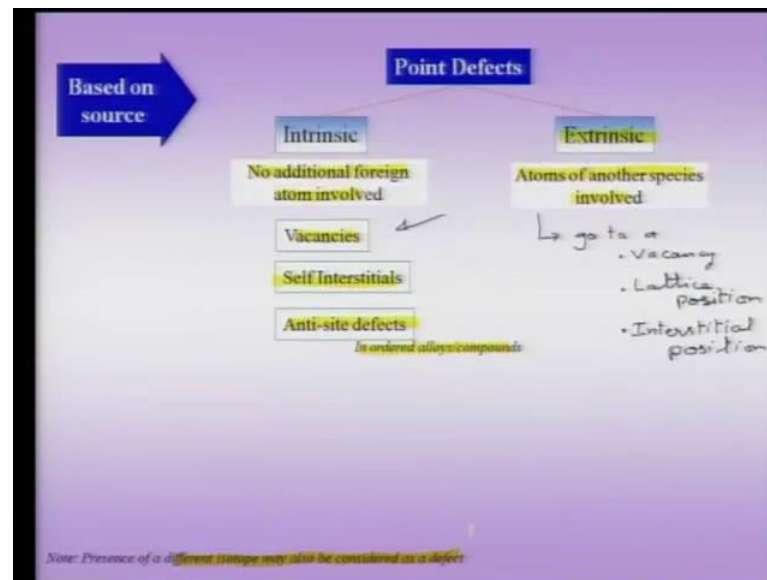 Based on
source
Point Defects
Intrinsic
Extrinsic
No additional foreign
atom involved
Atoms of another species
involved
Vacancies
Self Interstitials
Anti-site defects
In ordered alloys/compounds
↳ go to a
• Vacancy
• Lattice
position
• Interstitial
position
Note: Presence of a different isotope may also be considered as a defect